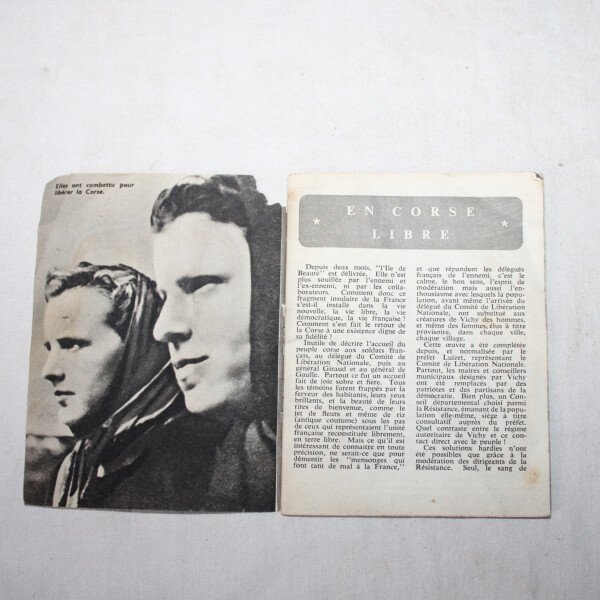 Elles ont combattu pour
libérer la Corse.
EN CORSE
LIBRE
Depuis deux mois, "l'Ile de
Beauté" est délivrée. Elle n'est
plus souillée par l'ennemi et
l'ex-ennemi, ni par les colla-
borateurs. Comment donc ce
fragment insulaire de la France
s'est-il installé dans la vie
nouvelle, la vie libre, la vie
démocratique, la vie française ?
Comment s'est fait le retour de
la Corse à une existence digne de
sa fidélité ?
Inutile de décrire l'accueil du
peuple corse aux soldats fran-
çais, au délégué du Comité de
Libération Nationale, puis au
général Giraud et au général de
Gaulle. Partout ce fut un accueil
fait de joie sobre et fière. Tous
les témoins furent frappés par la
ferveur des habitants, leurs yeux
brillants, et la beauté de leurs
rites de bienvenue, comme le
jet de fleurs et même de riz
(antique coutume) sous les pas
de ceux qui représentaient l'unité
française reconstituée librement,
en terre libre. Mais ce qu'il est
intéressant de connaître en toute
précision, ne serait-ce que pour
démentir les "mensonges qui
font tant de mal à la France,"
et que répandent les délégués
français de l'ennemi, c'est le
calme, le bon sens, l'esprit de
modération mais aussi l'en-
thousiasme avec lesquels la popu-
lation, avant même l'arrivée du
délégué du Comité de Libération
Nationale, ont substitué aux
créatures de Vichy des hommes,
et même des femmes, élus à titre
provisoire, dans chaque ville,
chaque village.
Cette œuvre a été complétée
depuis, et normalisée par le
préfet Luizet, représentant le
Comité de Libération Nationale.
Partout, les maires et conseillers
municipaux désignés par Vichy
ont été remplacés par des
patriotes et des partisans de la
démocratie. Bien plus, un Con-
seil départemental choisi parmi
la Résistance, émanant de la popu-
lation elle-même, siège à titre
consultatif auprès du préfet.
Quel contraste entre le régime
autoritaire de Vichy et ce con-
tact direct avec le peuple !
Ces solutions hardies n'ont
été possibles que grâce à la
modération des dirigeants de la
Résistance. Seul, le sang de